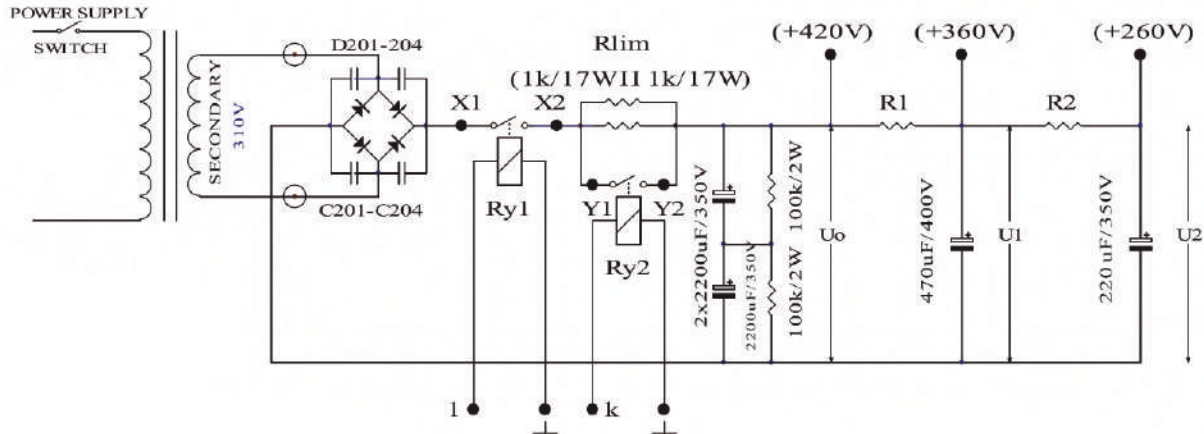 POWER SUPPLY
SWITCH
SECONDARY
310V
D201-204
C201-C204
X1
X2
Rlim
(1k/17WII 1k/17W)
Ry1
Y1
Y2
Ry2
2x2200uF/350V
2200uF/350V
100k/2W
100k/2W
(+420V)
(+360V)
(+260V)
R1
R2
Uo
470uF/400V
U1
220 uF/350V
U2
l
k